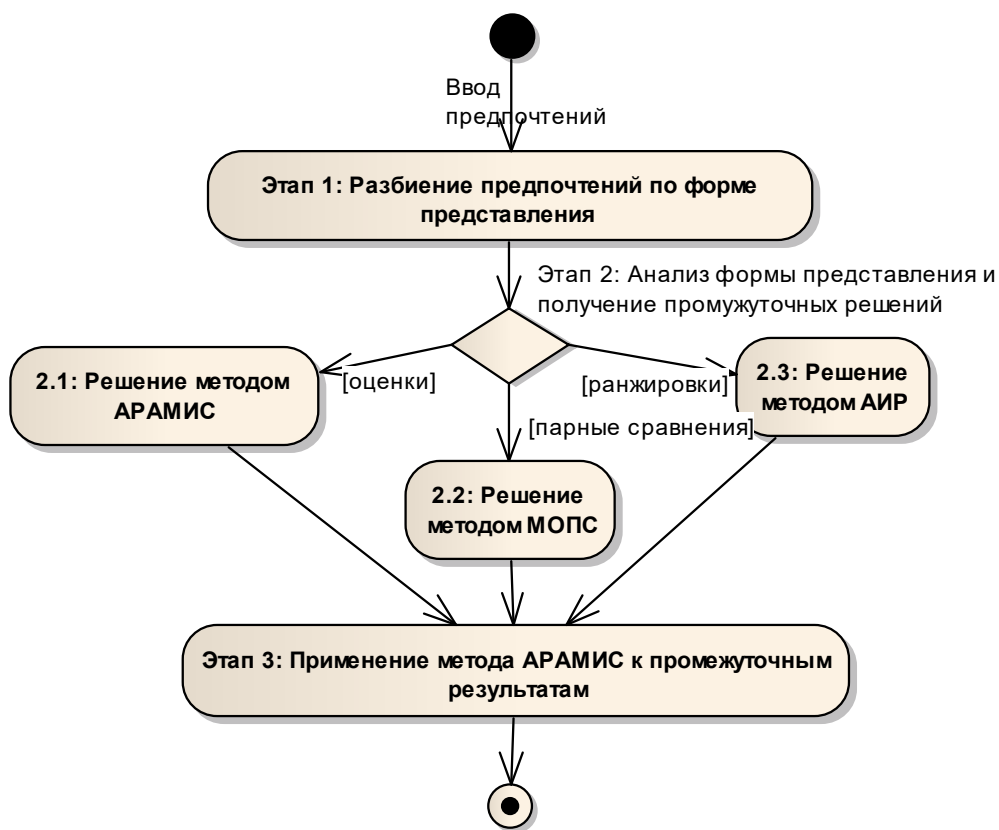 Ввод
предпочтений
Этап 1: Разбиение предпочтений по форме
представления
Этап 2: Анализ формы представления и
получение промужуточных решений
2.1: Решение методом
АРАМИС
[оценки]
[ранжировки]
2.3: Решение
методом АИР
[парные сравнения]
2.2: Решение
методом МОПС
Этап 3: Применение метода АРАМИС к промежуточным
результатам